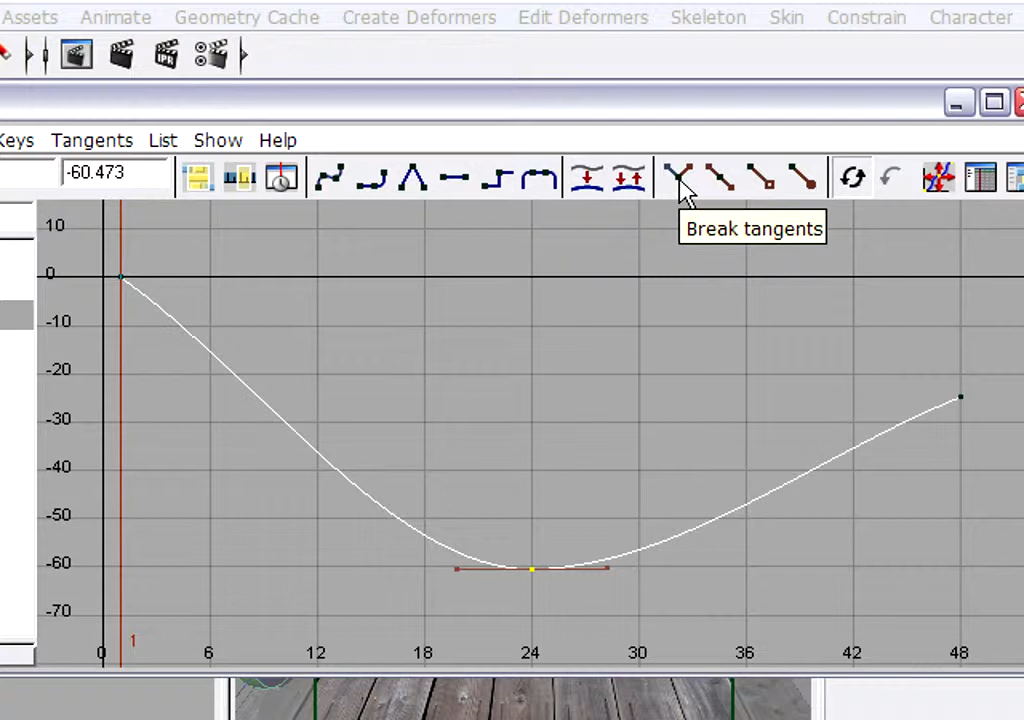 Assets Animate Geometry Cache Create Deformers Edit Deformers Skeleton Skin Constrain Character
IPR
Keys Tangents List Show Help
-60.473
Break tangents
10
0
-10
-20
-30
-40
-50
-60
-70
1
0 6 12 18 24 30 36 42 48